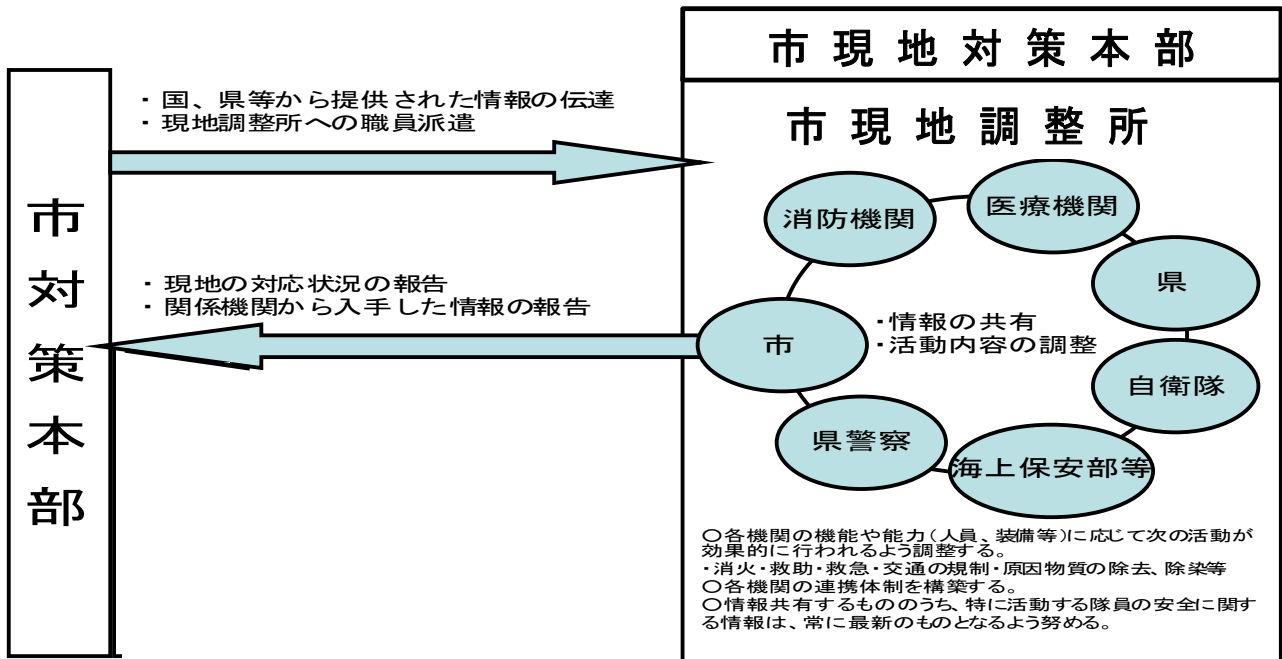 市対策本部
・国、県等から提供された情報の伝達
・現地調整所への職員派遣
・現地の対応状況の報告
・関係機関から入手した情報の報告
市現地対策本部
市現地調整所
消防機関
医療機関
県
市
・情報の共有
・活動内容の調整
自衛隊
県警察
海上保安部等
○各機関の機能や能力(人員、装備等)に応じて次の活動が
効果的に行われるよう調整する。
・消火・救助・救急・交通の規制・原因物質の除去、除染等
○各機関の連携体制を構築する。
○情報共有するもののうち、特に活動する隊員の安全に関す
る情報は、常に最新のものとなるよう努める。